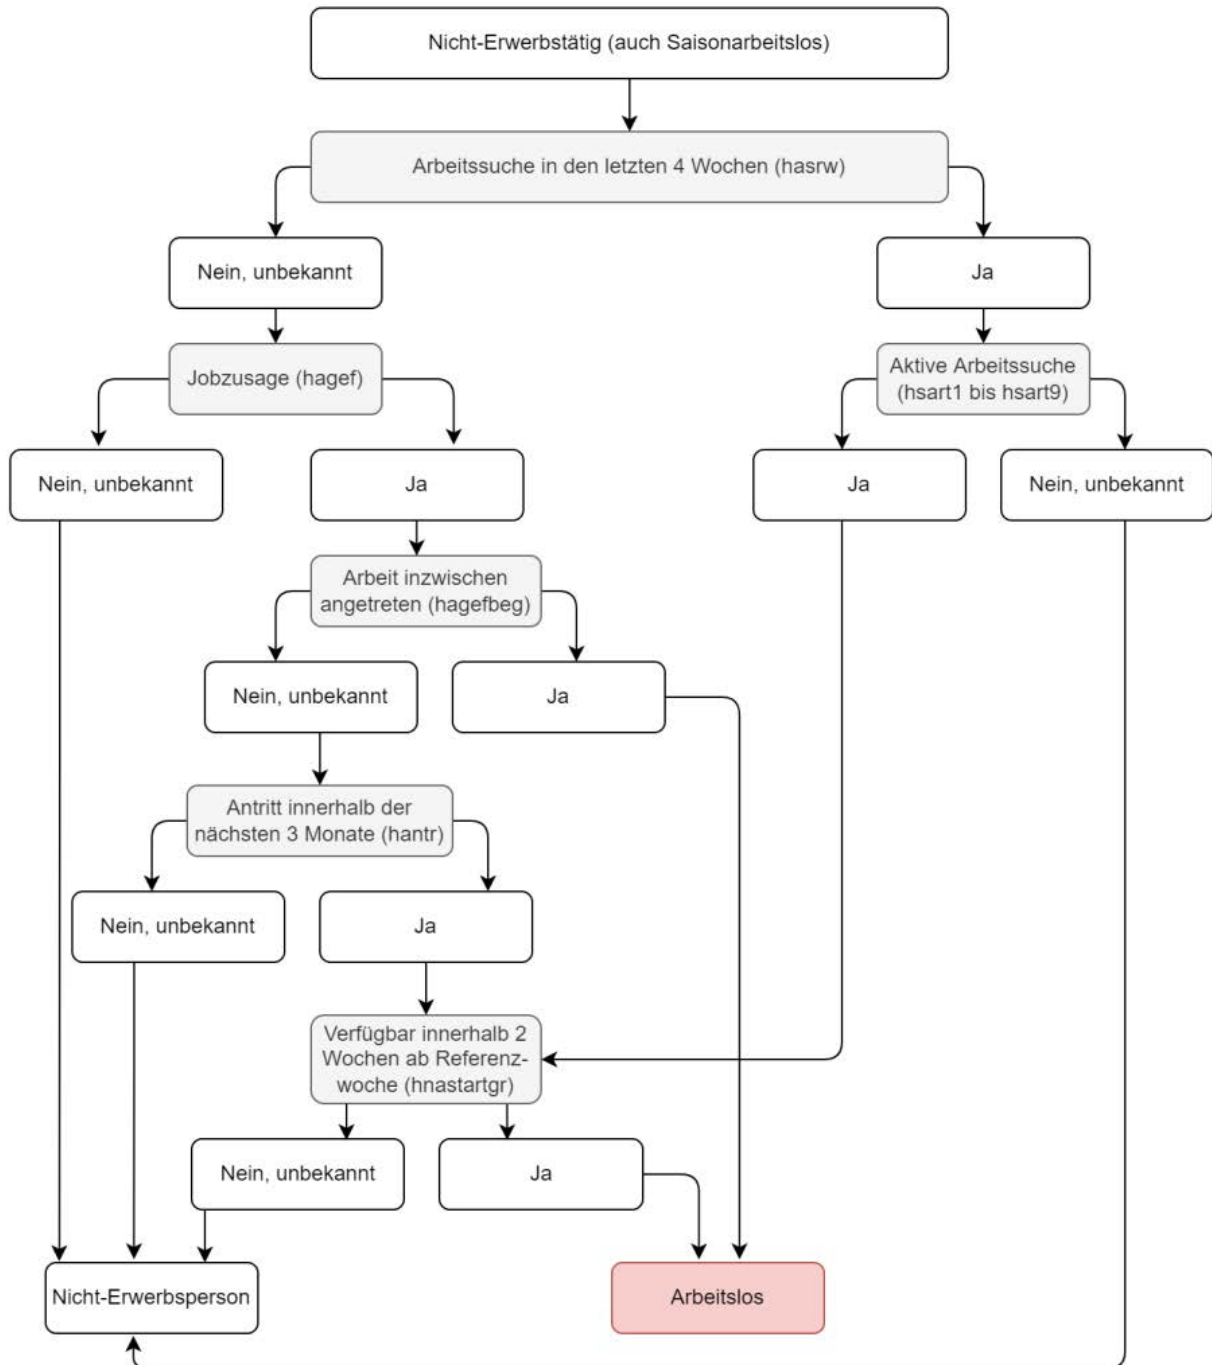 Nicht-Erwerbstätig (auch Saisonarbeitslos)
Arbeitssuche in den letzten 4 Wochen (hasrw)
Nein, unbekannt
Ja
Jobzusage (hagef)
Aktive Arbeitssuche
(hsart1 bis hsart9)
Nein, unbekannt
Ja
Ja
Nein, unbekannt
Arbeit inzwischen
angetreten (hagefbeg)
Nein, unbekannt
Ja
Antritt innerhalb der
nächsten 3 Monate (hantr)
Nein, unbekannt
Ja
Verfügbar innerhalb 2
Wochen ab Referenz-
woche (hnastartgr)
Nein, unbekannt
Ja
Nicht-Erwerbsperson
Arbeitslos